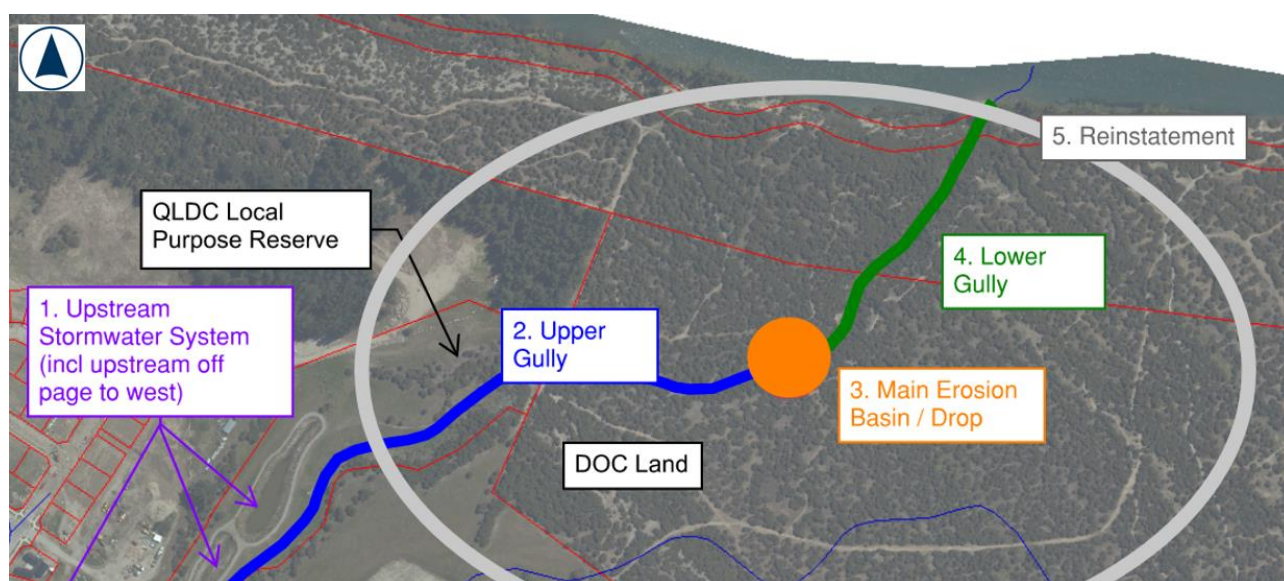 5. Reinstatement
QLDC Local
Purpose Reserve
1. Upstream
Stormwater System
(incl upstream off
page to west)
2. Upper
Gully
4. Lower
Gully
3. Main Erosion
Basin / Drop
DOC Land